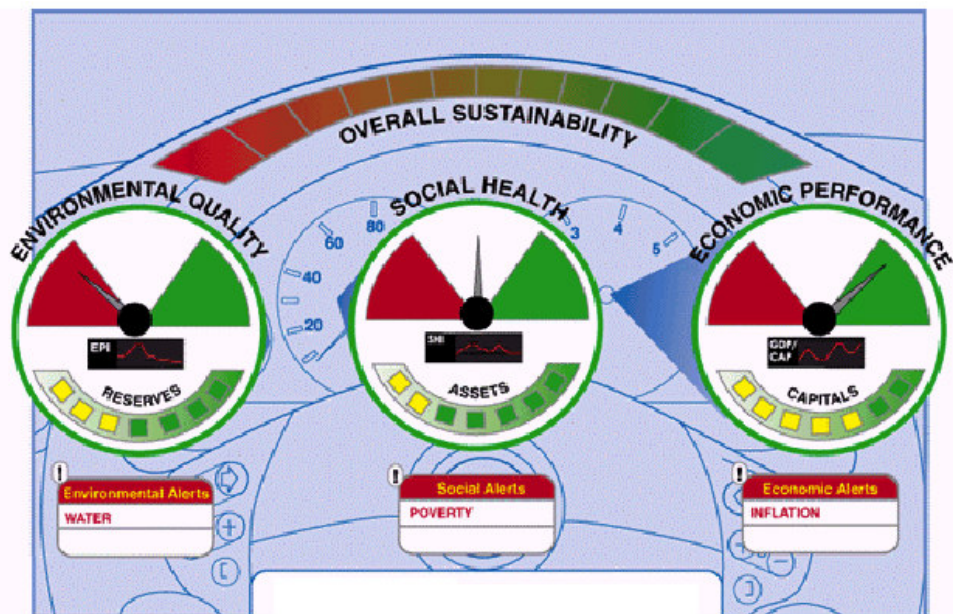 OVERALL SUSTAINABILITY
ENVIRONMENTAL QUALITY
SOCIAL HEALTH
ECONOMIC PERFORMANCE
20
40
60
80
3
4
5
EPI
SHI
GDP/
CAP
RESERVES
ASSETS
CAPITALS
!
Environmental Alerts
WATER
!
Social Alerts
POVERTY
!
Economic Alerts
INFLATION